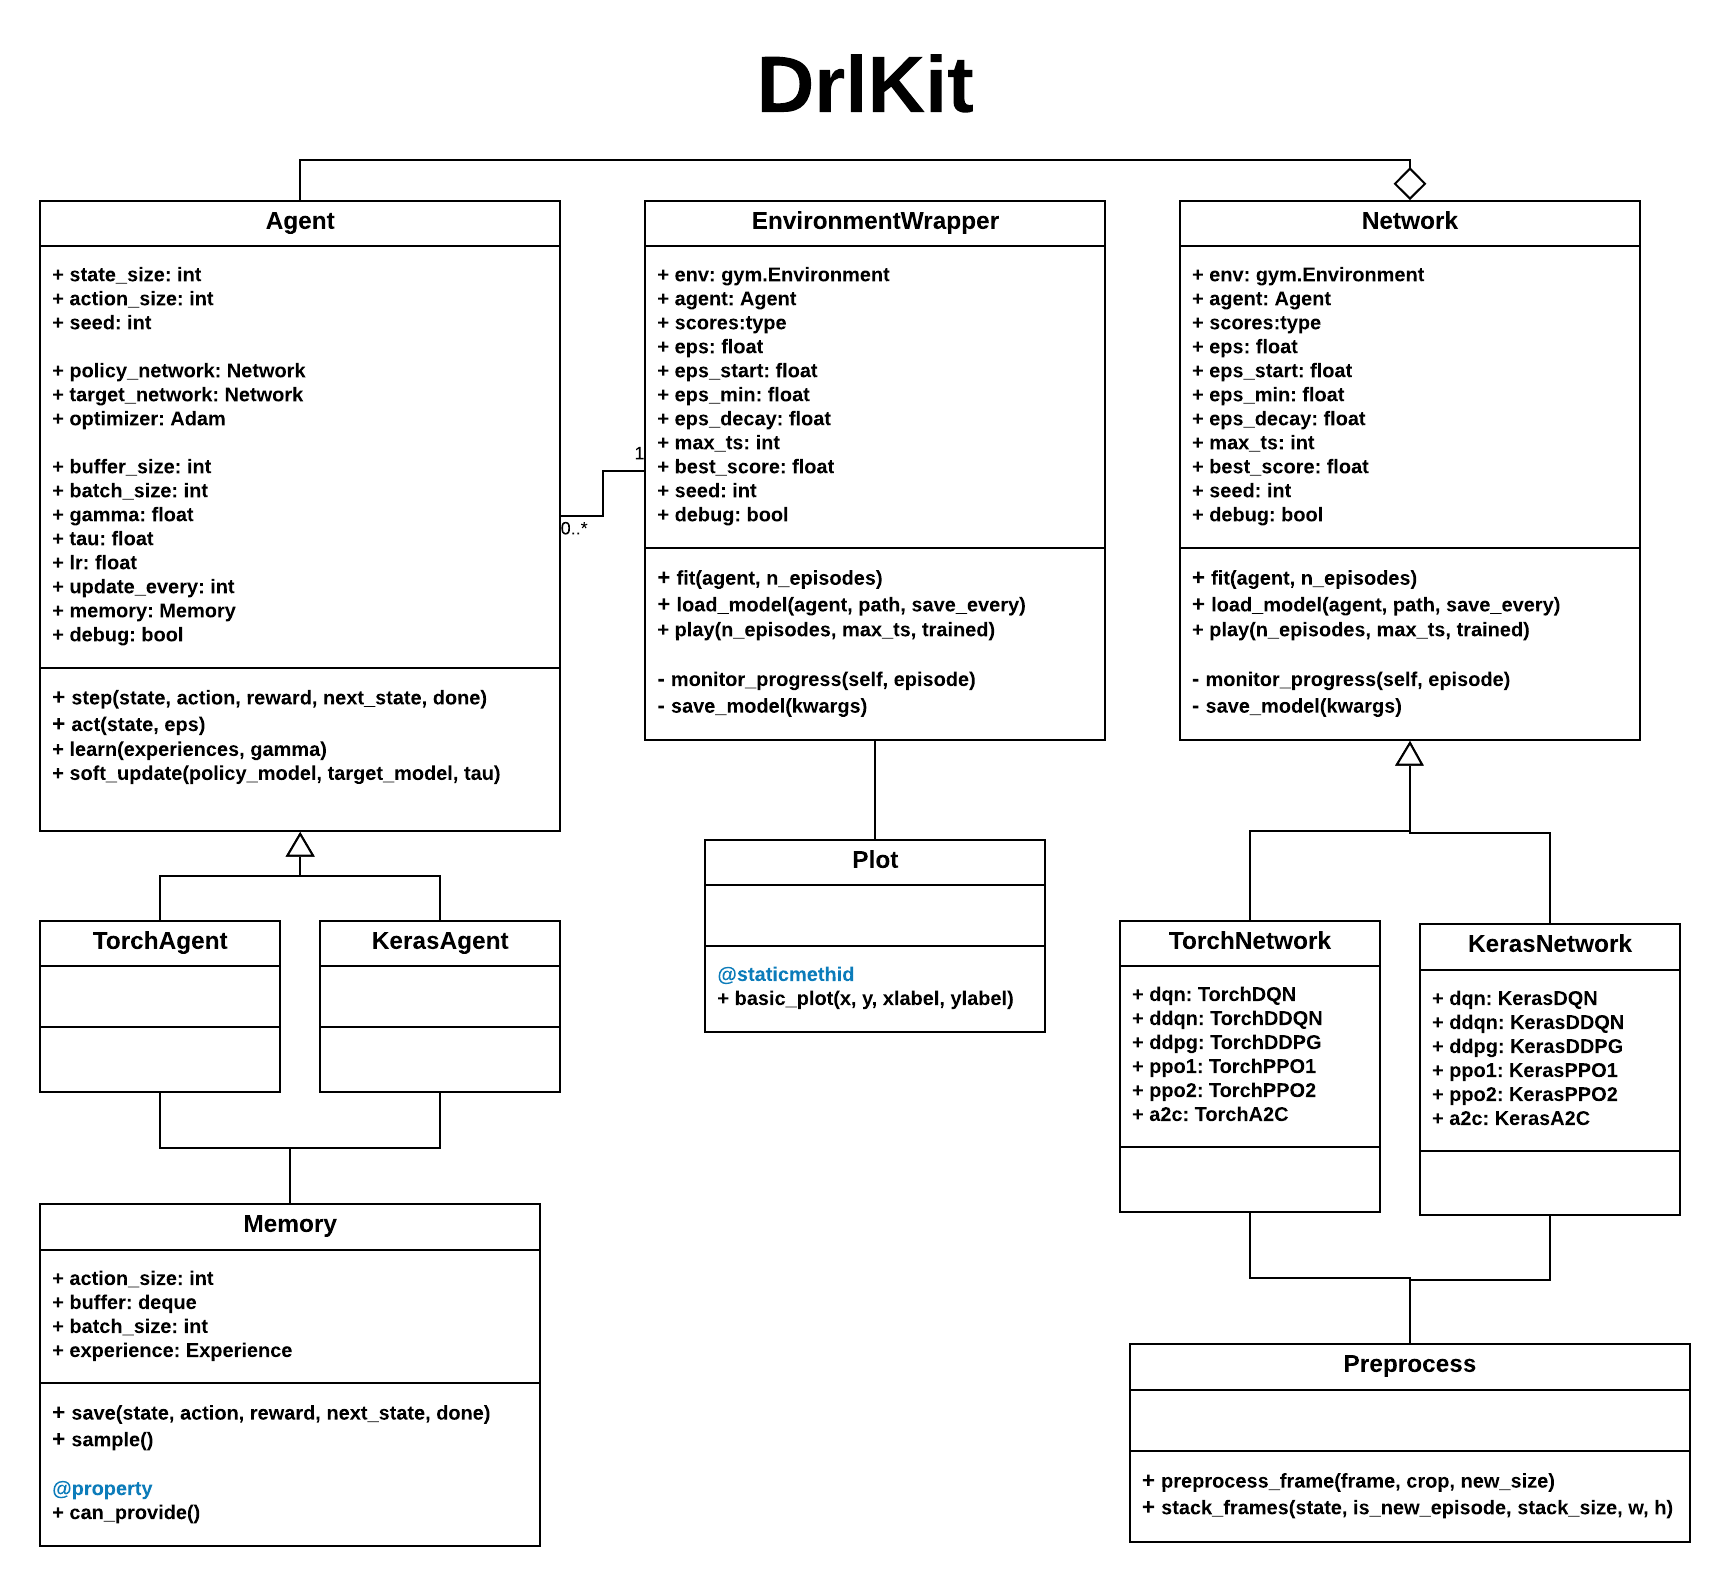 DrlKit
Agent
+ state_size: int
+ action_size: int
+ seed: int
+ policy_network: Network
+ target_network: Network
+ optimizer: Adam
+ buffer_size: int
+ batch_size: int
+ gamma: float
+ tau: float
+ lr: float
+ update_every: int
+ memory: Memory
+ debug: bool
+ step(state, action, reward, next_state, done)
+ act(state, eps)
+ learn(experiences, gamma)
+ soft_update(policy_model, target_model, tau)
1
0..*
EnvironmentWrapper
+ env: gym.Environment
+ agent: Agent
+ scores:type
+ eps: float
+ eps_start: float
+ eps_min: float
+ eps_decay: float
+ max_ts: int
+ best_score: float
+ seed: int
+ debug: bool
+ fit(agent, n_episodes)
+ load_model(agent, path, save_every)
+ play(n_episodes, max_ts, trained)
- monitor_progress(self, episode)
- save_model(kwargs)
Network
+ env: gym.Environment
+ agent: Agent
+ scores:type
+ eps: float
+ eps_start: float
+ eps_min: float
+ eps_decay: float
+ max_ts: int
+ best_score: float
+ seed: int
+ debug: bool
+ fit(agent, n_episodes)
+ load_model(agent, path, save_every)
+ play(n_episodes, max_ts, trained)
- monitor_progress(self, episode)
- save_model(kwargs)
TorchAgent
KerasAgent
Plot
@staticmethid
+ basic_plot(x, y, xlabel, ylabel)
TorchNetwork
+ dqn: TorchDQN
+ ddqn: TorchDDQN
+ ddpg: TorchDDPG
+ ppo1: TorchPPO1
+ ppo2: TorchPPO2
+ a2c: TorchA2C
KerasNetwork
+ dqn: KerasDQN
+ ddqn: KerasDDQN
+ ddpg: KerasDDPG
+ ppo1: KerasPPO1
+ ppo2: KerasPPO2
+ a2c: KerasA2C
Memory
+ action_size: int
+ buffer: deque
+ batch_size: int
+ experience: Experience
+ save(state, action, reward, next_state, done)
+ sample()
@property
+ can_provide()
Preprocess
+ preprocess_frame(frame, crop, new_size)
+ stack_frames(state, is_new_episode, stack_size, w, h)